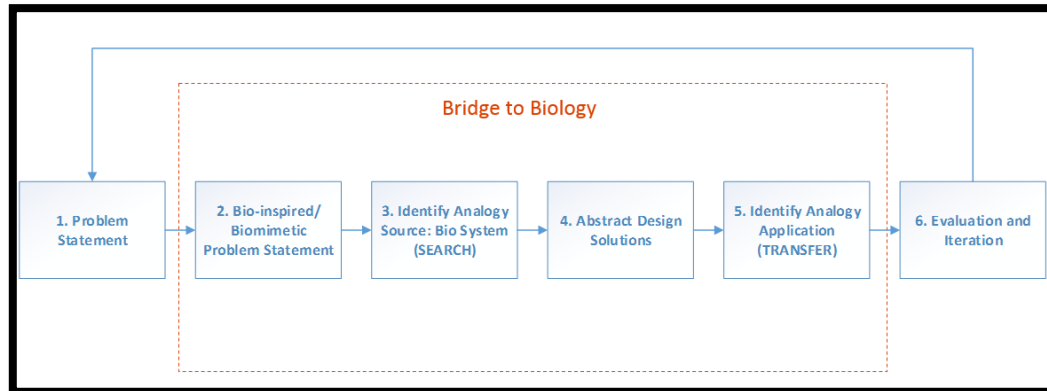 Bridge to Biology
1. Problem
Statement
2. Bio-inspired/
Biomimetic
Problem Statement
3. Identify Analogy
Source: Bio System
(SEARCH)
4. Abstract Design
Solutions
5. Identify Analogy
Application
(TRANSFER)
6. Evaluation and
Iteration